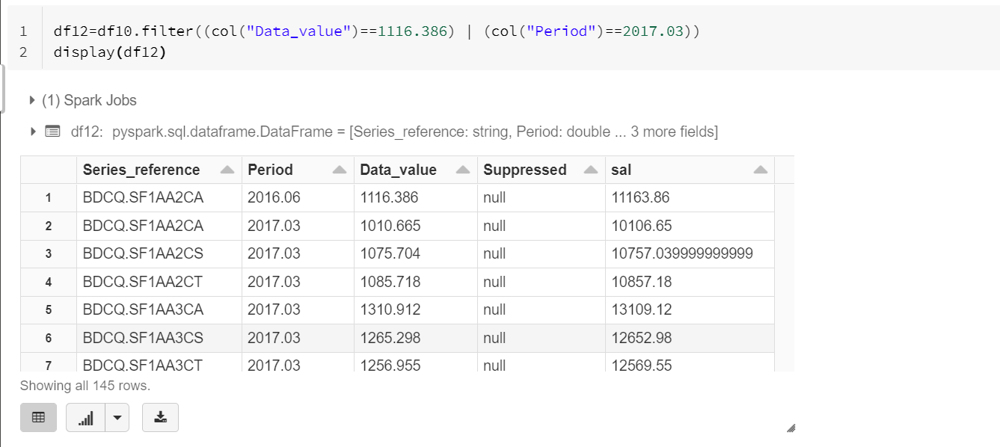 1 df12=df10.filter((col("Data_value")==1116.386) | (col("Period")==2017.03))
2 display(df12)
(1) Spark Jobs
df12: pyspark.sql.dataframe.DataFrame = [Series_reference: string, Period: double ... 3 more fields]
Series_reference Period Data_value Suppressed sal
1 BDCQ.SF1AA2CA 2016.06 1116.386 null 11163.86
2 BDCQ.SF1AA2CA 2017.03 1010.665 null 10106.65
3 BDCQ.SF1AA2CS 2017.03 1075.704 null 10757.039999999999
4 BDCQ.SF1AA2CT 2017.03 1085.718 null 10857.18
5 BDCQ.SF1AA3CA 2017.03 1310.912 null 13109.12
6 BDCQ.SF1AA3CS 2017.03 1265.298 null 12652.98
7 BDCQ.SF1AA3CT 2017.03 1256.955 null 12569.55
Showing all 145 rows.